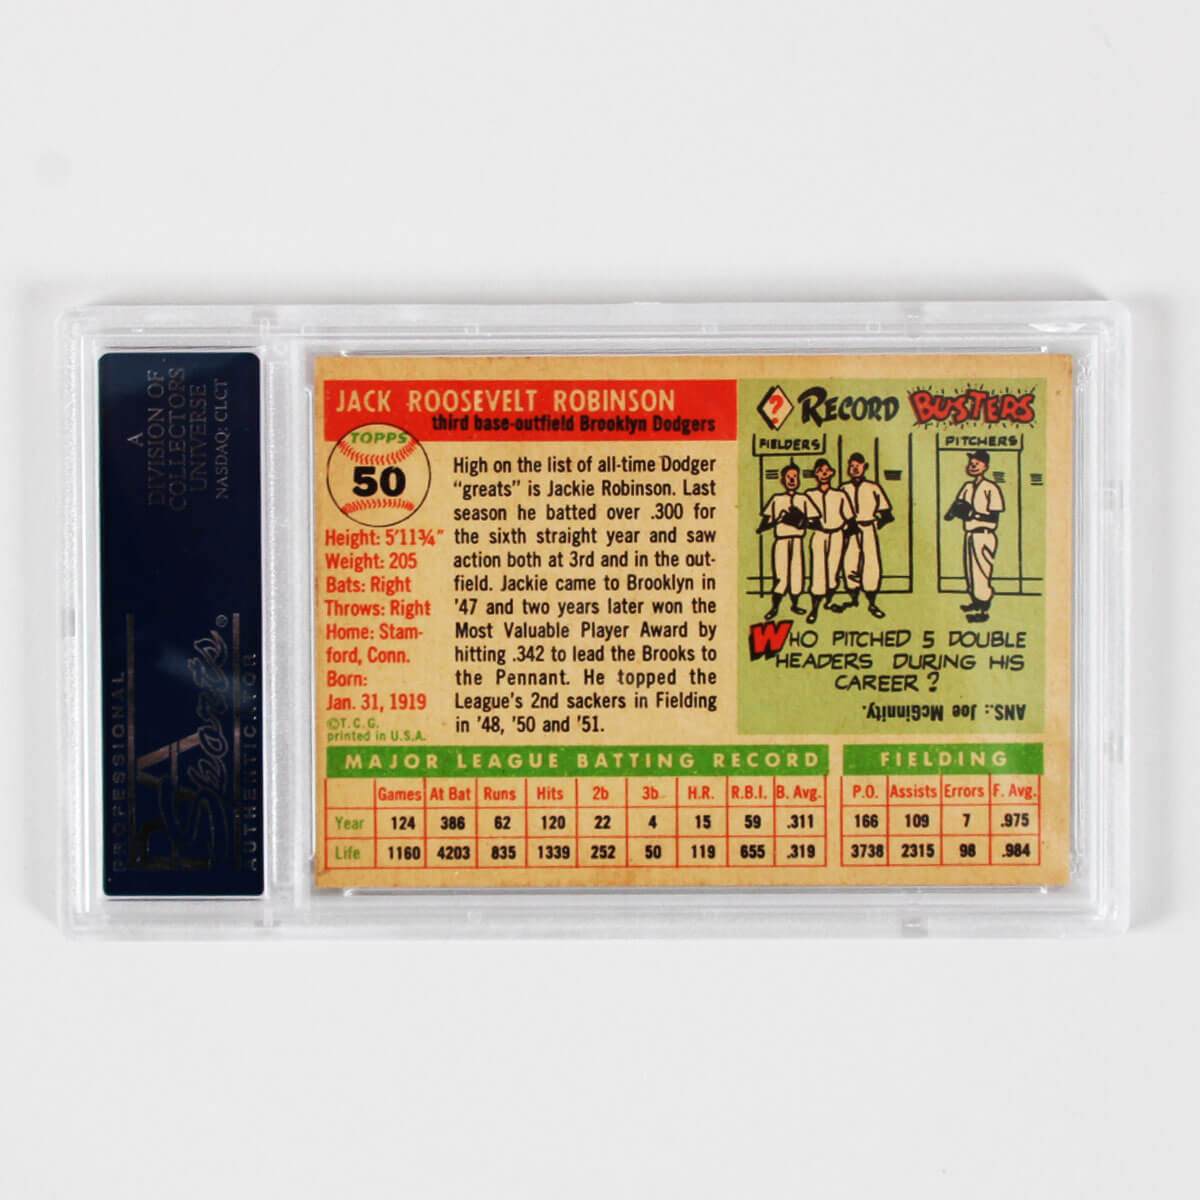 A
DIVISION OF
COLLECTORS
UNIVERSE
NASDAQ: CLCT
PROFESSIONAL
PSA
Sports®
AUTHENTICATOR
JACK ROOSEVELT ROBINSON
third base-outfield Brooklyn Dodgers
TOPPS
50
Height: 5'11¾"
Weight: 205
Bats: Right
Throws: Right
Home: Stam-
ford, Conn.
Born:
Jan. 31, 1919
©T.C.G.
printed in U.S.A.
High on the list of all-time Dodger
"greats" is Jackie Robinson. Last
season he batted over .300 for
the sixth straight year and saw
action both at 3rd and in the out-
field. Jackie came to Brooklyn in
'47 and two years later won the
Most Valuable Player Award by
hitting .342 to lead the Brooks to
the Pennant. He topped the
League's 2nd sackers in Fielding
in '48, '50 and '51.
? RECORD BUSTERS
FIELDERS PITCHERS
WHO PITCHED 5 DOUBLE
HEADERS DURING HIS
CAREER?
ANS.: Joe McGinnity.
MAJOR LEAGUE BATTING RECORD FIELDING
Games At Bat Runs Hits 2b 3b H.R. R.B.I. B. Avg. P.O. Assists Errors F. Avg.
Year 124 386 62 120 22 4 15 59 .311 166 109 7 .975
Life 1160 4203 835 1339 252 50 119 655 .319 3738 2315 98 .984